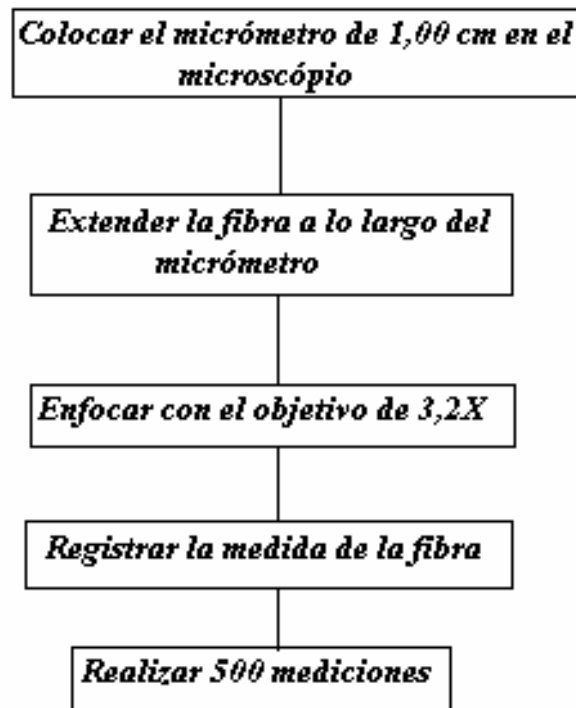 Colocar el micrómetro de 1,00 cm en el
microscópio
Extender la fibra a lo largo del
micrómetro
Enfocar con el objetivo de 3,2X
Registrar la medida de la fibra
Realizar 500 mediciones